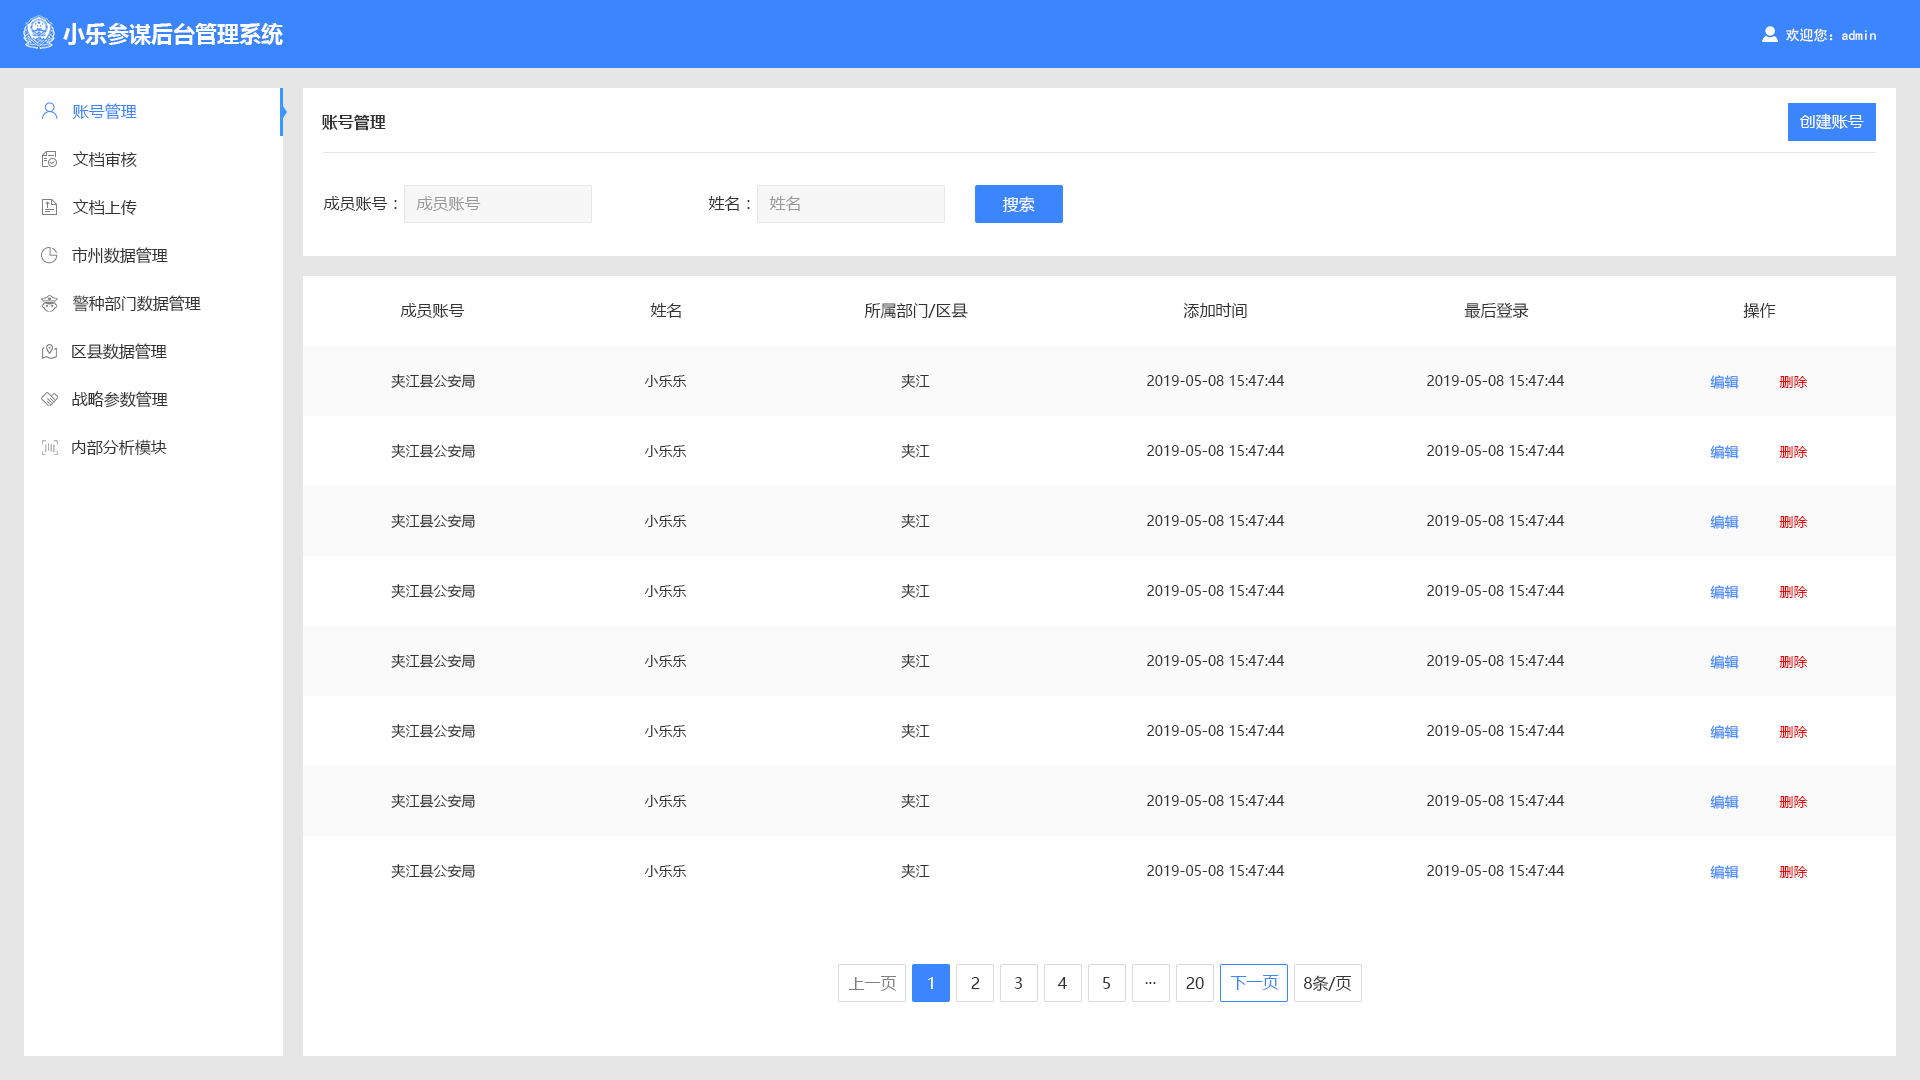 小乐参谋后台管理系统
欢迎您：admin
账号管理
文档审核
文档上传
市州数据管理
警种部门数据管理
区县数据管理
战略参数管理
内部分析模块
账号管理
创建账号
成员账号： 成员账号 姓名： 姓名 搜索
成员账号 姓名 所属部门/区县 添加时间 最后登录 操作
夹江县公安局 小乐乐 夹江 2019-05-08 15:47:44 2019-05-08 15:47:44 编辑 删除
夹江县公安局 小乐乐 夹江 2019-05-08 15:47:44 2019-05-08 15:47:44 编辑 删除
夹江县公安局 小乐乐 夹江 2019-05-08 15:47:44 2019-05-08 15:47:44 编辑 删除
夹江县公安局 小乐乐 夹江 2019-05-08 15:47:44 2019-05-08 15:47:44 编辑 删除
夹江县公安局 小乐乐 夹江 2019-05-08 15:47:44 2019-05-08 15:47:44 编辑 删除
夹江县公安局 小乐乐 夹江 2019-05-08 15:47:44 2019-05-08 15:47:44 编辑 删除
夹江县公安局 小乐乐 夹江 2019-05-08 15:47:44 2019-05-08 15:47:44 编辑 删除
夹江县公安局 小乐乐 夹江 2019-05-08 15:47:44 2019-05-08 15:47:44 编辑 删除
上一页 1 2 3 4 5 ··· 20 下一页 8条/页